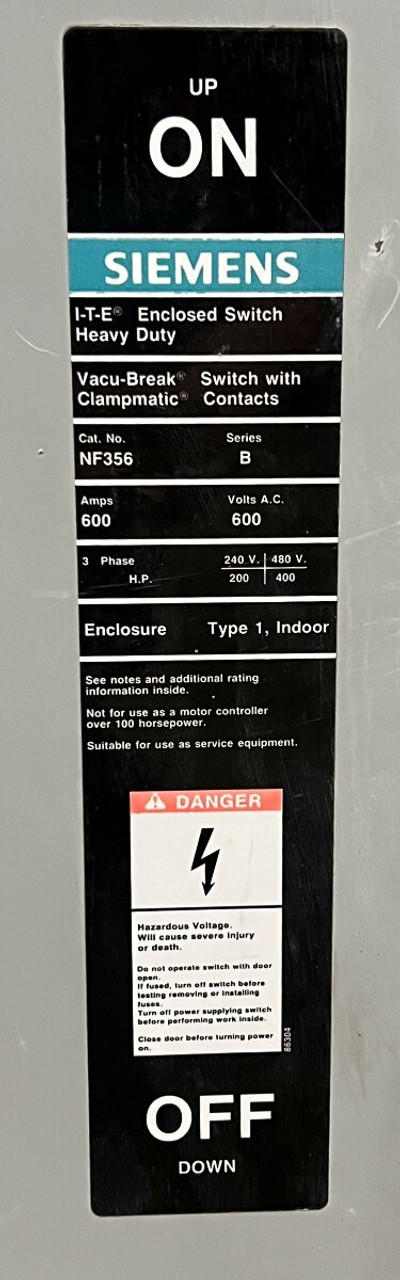 UP
ON
SIEMENS
I-T-E® Enclosed Switch
Heavy Duty
Vacu-Break® Switch with
Clampmatic® Contacts
Cat. No. Series
NF356 B
Amps Volts A.C.
600 600
3 Phase 240 V. 480 V.
H.P. 200 400
Enclosure Type 1, Indoor
See notes and additional rating
information inside.
Not for use as a motor controller
over 100 horsepower.
Suitable for use as service equipment.
DANGER
Hazardous Voltage.
Will cause severe injury
or death.
Do not operate switch with door
open.
If fused, turn off switch before
testing removing or installing
fuses.
Turn off power supplying switch
before performing work inside.
Close door before turning power
on.
86304
OFF
DOWN